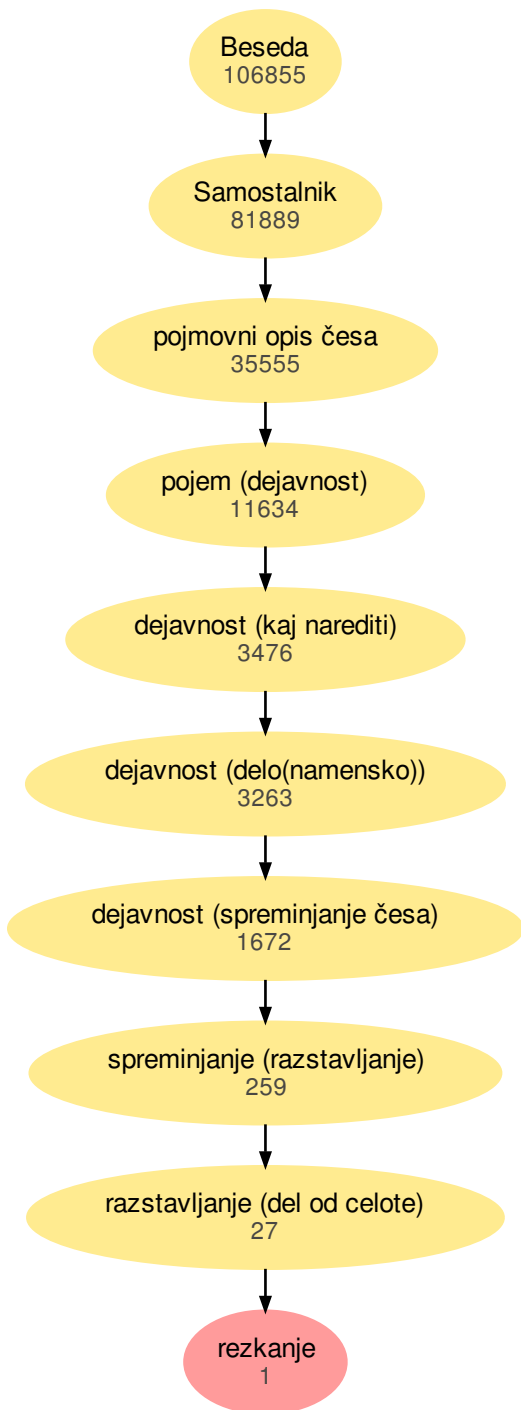 Beseda
106855
Samostalnik
81889
pojmovni opis česa
35555
pojem (dejavnost)
11634
dejavnost (kaj narediti)
3476
dejavnost (delo(namensko))
3263
dejavnost (spreminjanje česa)
1672
spreminjanje (razstavljanje)
259
razstavljanje (del od celote)
27
rezkanje
1